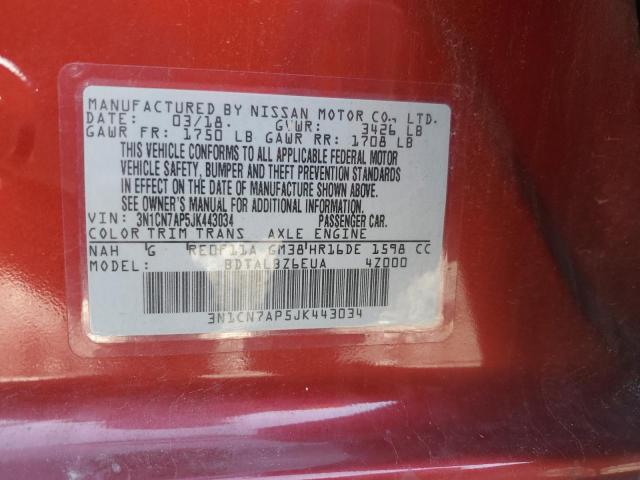 MANUFACTURED BY NISSAN MOTOR CO., LTD.
DATE: 03/18. GVWR: 3426 LB
GAWR FR: 1750 LB GAWR RR: 1708 LB
THIS VEHICLE CONFORMS TO ALL APPLICABLE FEDERAL MOTOR
VEHICLE SAFETY, BUMPER AND THEFT PREVENTION STANDARDS
IN EFFECT ON THE DATE OF MANUFACTURE SHOWN ABOVE.
SEE OWNER'S MANUAL FOR ADDITIONAL INFORMATION.
VIN: 3N1CN7AP5JK443034 PASSENGER CAR.
COLOR TRIM TRANS AXLE ENGINE
NAH G RE0F11A GM38 HR16DE 1598 CC
MODEL: BDTALBZ6EUA 4Z000
3N1CN7AP5JK443034